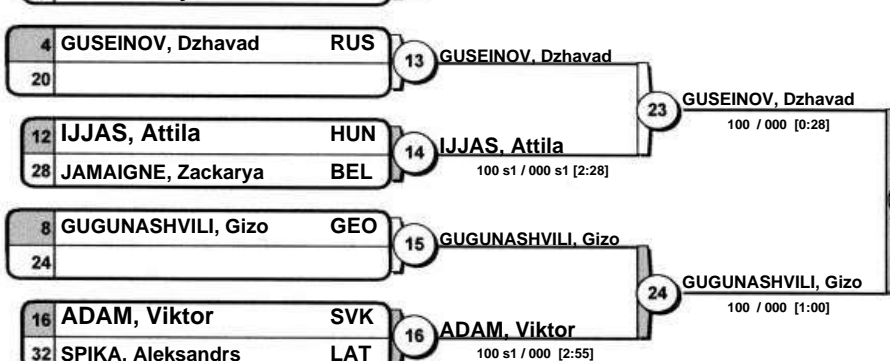 4 GUSEINOV, Dzhavad RUS
20
13 GUSEINOV, Dzhavad
12 IJJAS, Attila HUN
28 JAMAIGNE, Zackarya BEL
14 IJJAS, Attila
100 s1 / 000 s1 [2:28]
23 GUSEINOV, Dzhavad
100 / 000 [0:28]
8 GUGUNASHVILI, Gizo GEO
24
15 GUGUNASHVILI, Gizo
16 ADAM, Viktor SVK
32 SPIKA, Aleksandrs LAT
16 ADAM, Viktor
100 s1 / 000 [2:55]
24 GUGUNASHVILI, Gizo
100 / 000 [1:00]